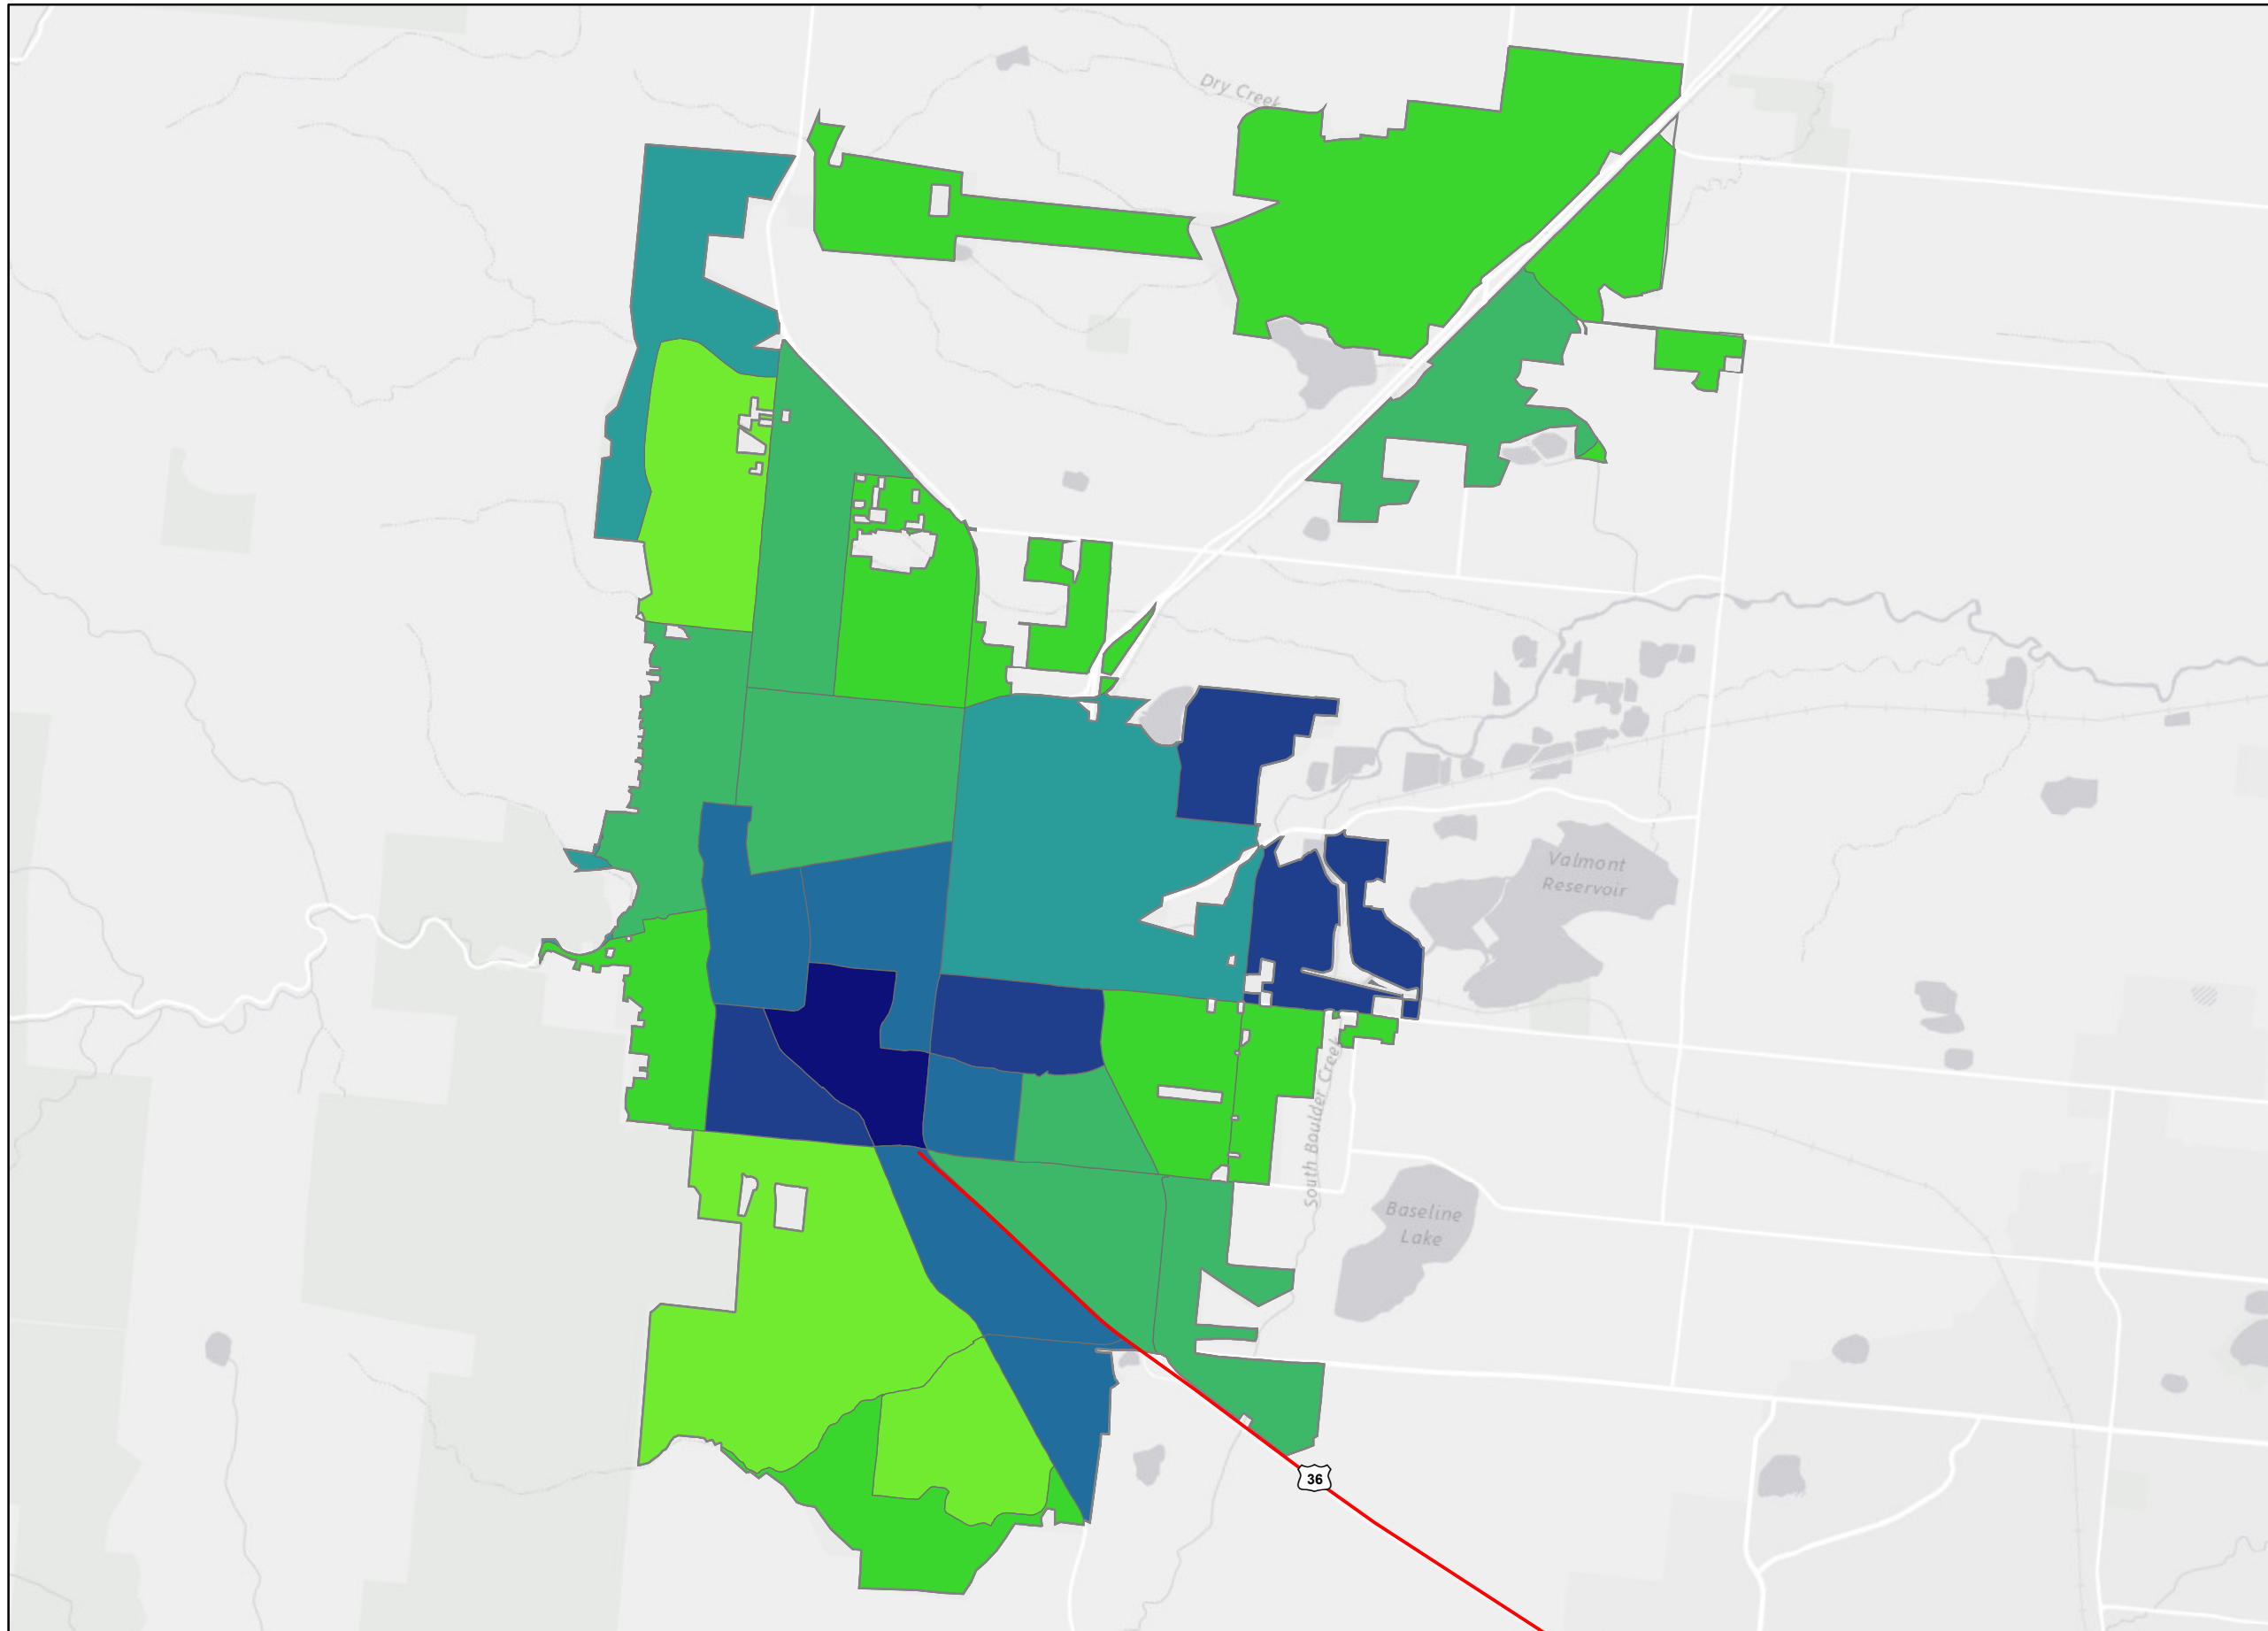 Dry Creek
Valmont
Reservoir
South Boulder Creek
Baseline
Lake
36